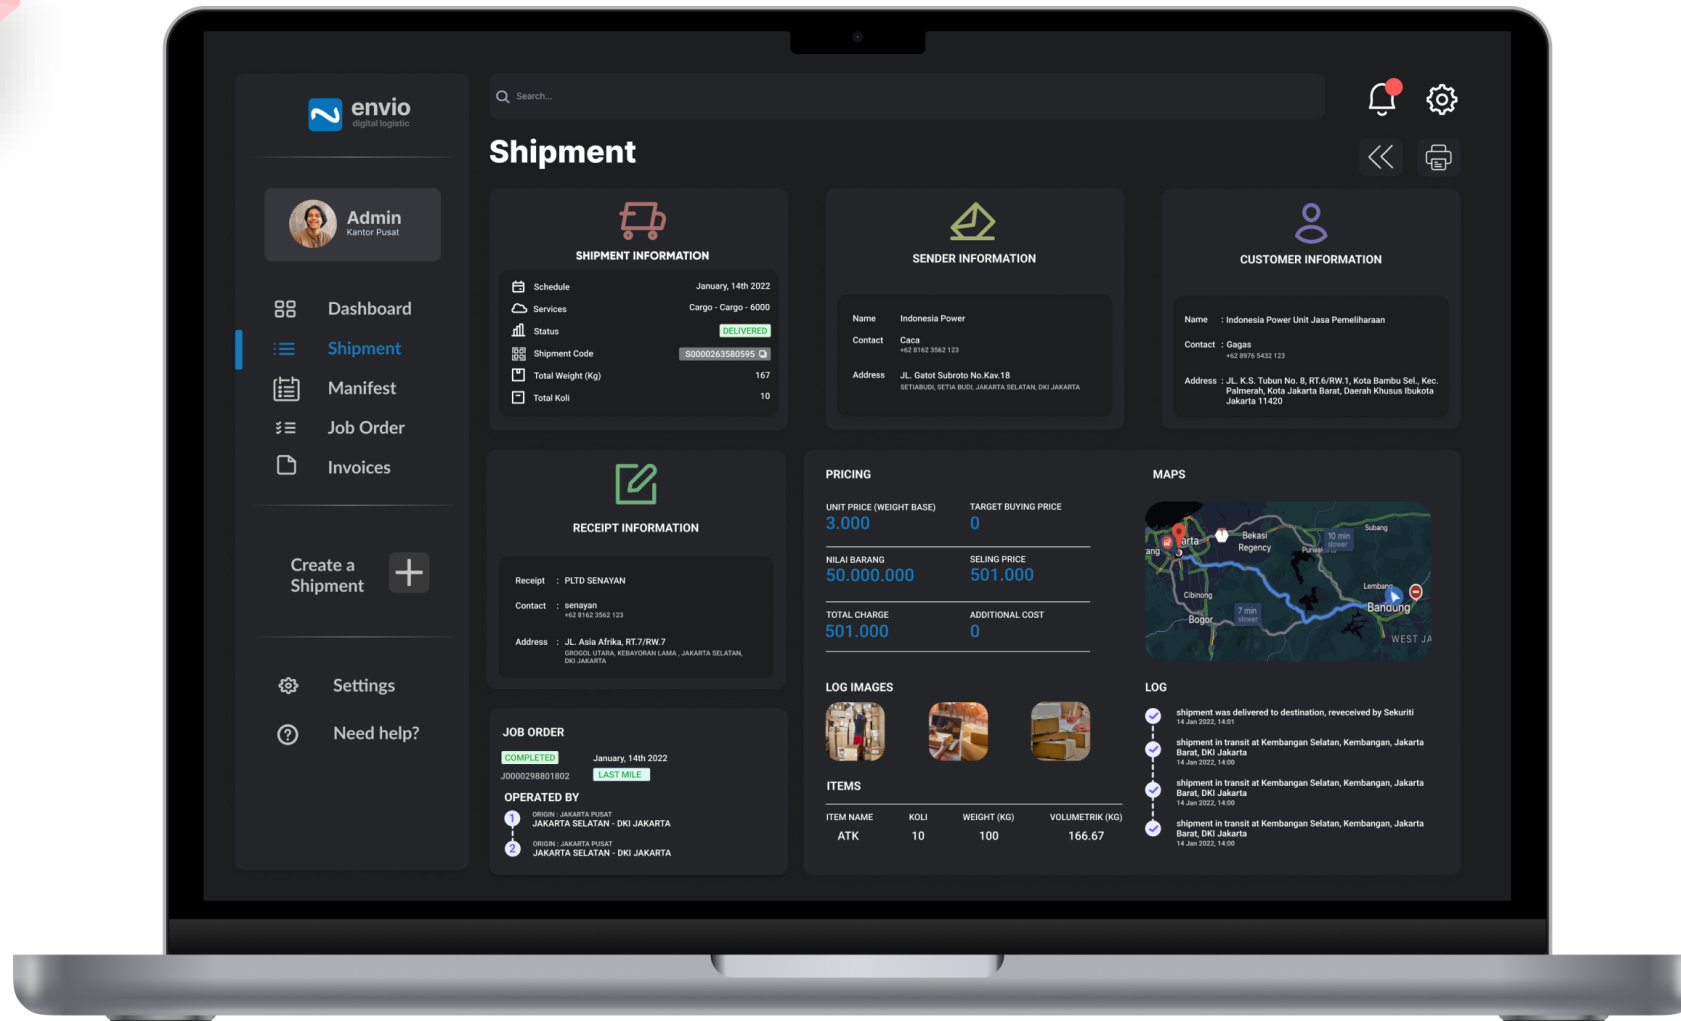 envio
digital logistic
Search...
Shipment
Admin
Kantor Pusat
Dashboard
Shipment
Manifest
Job Order
Invoices
Create a
Shipment
Settings
Need help?
SHIPMENT INFORMATION
Schedule January, 14th 2022
Services Cargo - Cargo - 6000
Status DELIVERED
Shipment Code S0000263580595
Total Weight (Kg) 167
Total Koli 10
SENDER INFORMATION
Name Indonesia Power
Contact Caca
+62 8162 3562 123
Address JL. Gatot Subroto No.Kav.18
SETIABUDI, SETIA BUDI, JAKARTA SELATAN, DKI JAKARTA
CUSTOMER INFORMATION
Name : Indonesia Power Unit Jasa Pemeliharaan
Contact : Gagas
+62 8976 5432 123
Address : JL. K.S. Tubun No. 8, RT.6/RW.1, Kota Bambu Sel., Kec.
Palmerah, Kota Jakarta Barat, Daerah Khusus Ibukota
Jakarta 11420
RECEIPT INFORMATION
Receipt : PLTD SENAYAN
Contact : senayan
+62 8162 3562 123
Address : JL. Asia Afrika, RT.7/RW.7
GROGOL UTARA, KEBAYORAN LAMA , JAKARTA SELATAN,
DKI JAKARTA
JOB ORDER
COMPLETED January, 14th 2022
J0000298801802 LAST MILE
OPERATED BY
1 ORIGIN : JAKARTA PUSAT
JAKARTA SELATAN - DKI JAKARTA
2 ORIGIN : JAKARTA PUSAT
JAKARTA SELATAN - DKI JAKARTA
PRICING
UNIT PRICE (WEIGHT BASE) TARGET BUYING PRICE
3.000 0
NILAI BARANG SELING PRICE
50.000.000 501.000
TOTAL CHARGE ADDITIONAL COST
501.000 0
LOG IMAGES
ITEMS
ITEM NAME KOLI WEIGHT (KG) VOLUMETRIK (KG)
ATK 10 100 166.67
MAPS
Subang
10 min
slower
Bekasi
Regency
arta
ang
Purwa
Lembang
Cibinong
Bandung
7 min
slower
Bogor
WEST JA
LOG
shipment was delivered to destination, reveceived by Sekuriti
14 Jan 2022, 14:01
shipment in transit at Kembangan Selatan, Kembangan, Jakarta
Barat, DKI Jakarta
14 Jan 2022, 14:00
shipment in transit at Kembangan Selatan, Kembangan, Jakarta
Barat, DKI Jakarta
14 Jan 2022, 14:00
shipment in transit at Kembangan Selatan, Kembangan, Jakarta
Barat, DKI Jakarta
14 Jan 2022, 14:00